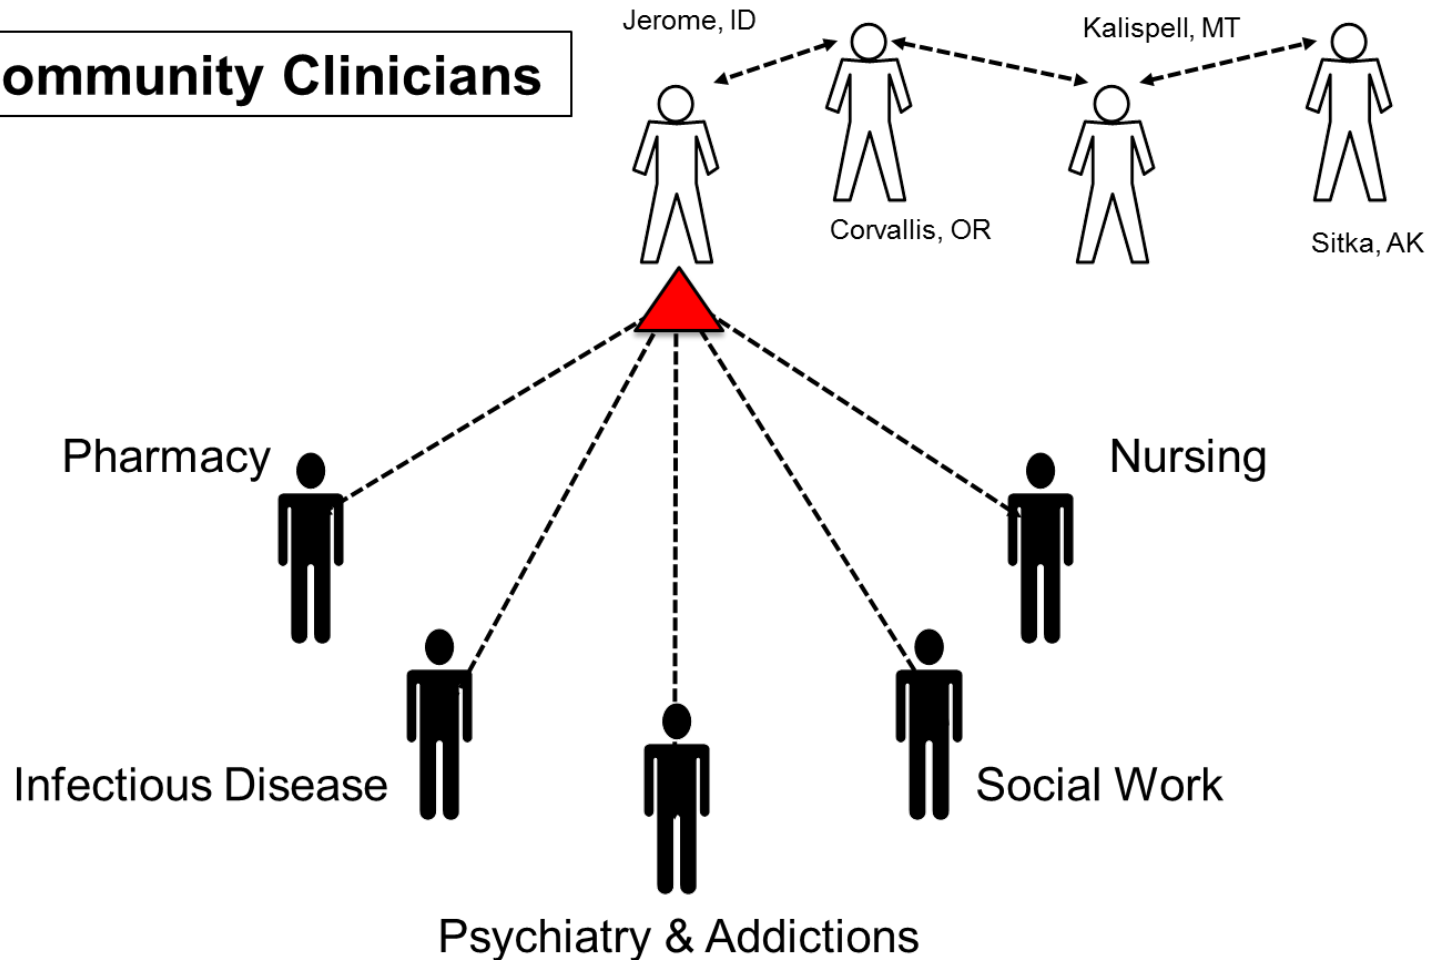 Jerome, ID
Kalispell, MT
ommunity Clinicians
Corvallis, OR
Sitka, AK
Pharmacy
Nursing
Infectious Disease
Social Work
Psychiatry & Addictions